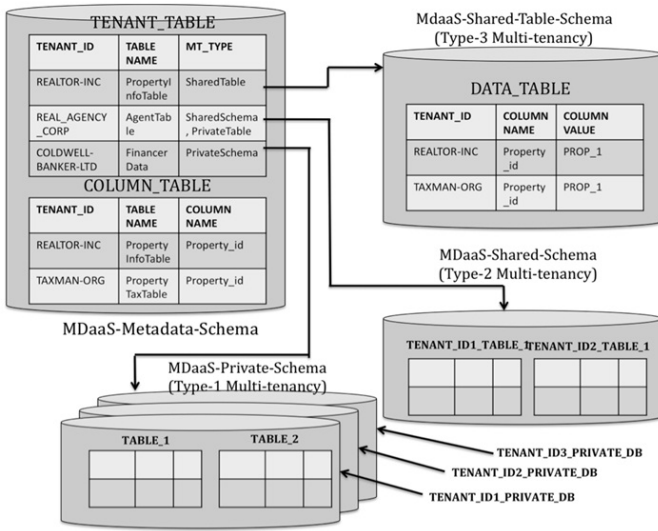 TENANT_TABLE
TENANT_ID TABLE NAME MT_TYPE
REALTOR-INC PropertyI nfoTable SharedTable
REAL_AGENCY _CORP AgentTab le SharedSchema , PrivateTable
COLDWELL- BANKER-LTD Financer Data PrivateSchema
COLUMN_TABLE
TENANT_ID TABLE NAME COLUMN NAME
REALTOR-INC Property InfoTable Property_id
TAXMAN-ORG Property TaxTable Property_id
MDaaS-Metadata-Schema
MdaaS-Shared-Table-Schema
(Type-3 Multi-tenancy)
DATA_TABLE
TENANT_ID COLUMN NAME COLUMN VALUE
REALTOR-INC Property _id PROP_1
TAXMAN-ORG Property _id PROP_1
MDaaS-Shared-Schema
(Type-2 Multi-tenancy)
TENANT_ID1_TABLE_1 TENANT_ID2_TABLE_1
MDaaS-Private-Schema
(Type-1 Multi-tenancy)
TABLE_1 TABLE_2
TENANT_ID3_PRIVATE_DB
TENANT_ID2_PRIVATE_DB
TENANT_ID1_PRIVATE_DB